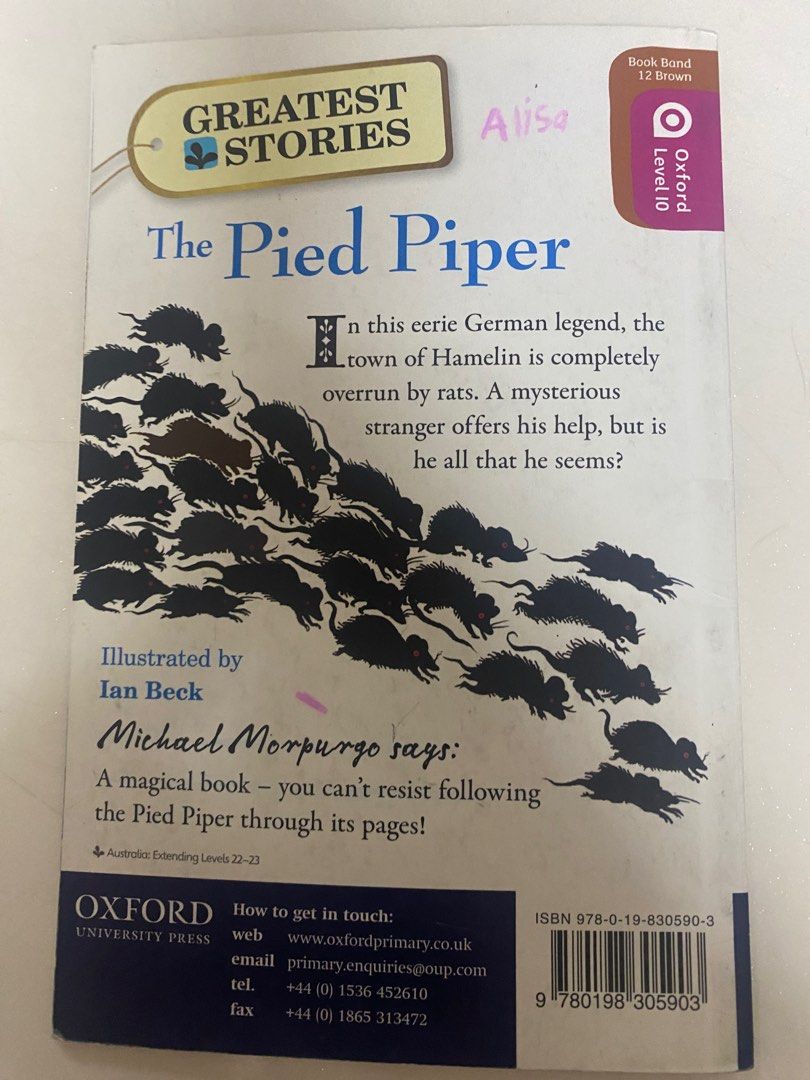 GREATEST
STORIES
Alisa
Book Band
12 Brown
Oxford
Level 10
The Pied Piper
In this eerie German legend, the
town of Hamelin is completely
overrun by rats. A mysterious
stranger offers his help, but is
he all that he seems?
Illustrated by
Ian Beck
Michael Morpurgo says:
A magical book – you can't resist following
the Pied Piper through its pages!
Australia: Extending Levels 22–23
OXFORD
UNIVERSITY PRESS
How to get in touch:
web www.oxfordprimary.co.uk
email primary.enquiries@oup.com
tel. +44 (0) 1536 452610
fax +44 (0) 1865 313472
ISBN 978-0-19-830590-3
9 780198 305903